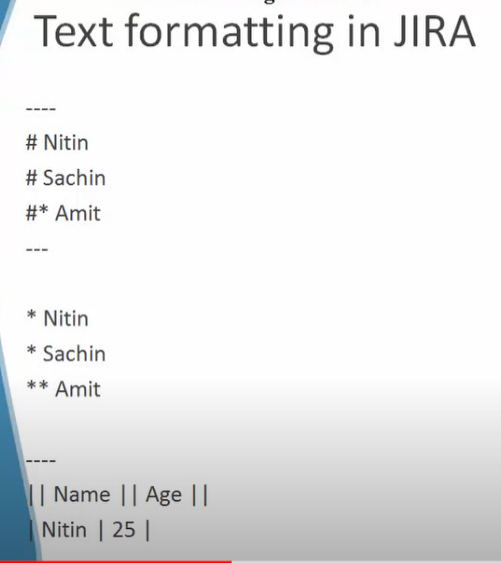 Text formatting in JIRA
----
# Nitin
# Sachin
#* Amit
---
* Nitin
* Sachin
** Amit
----
|| Name || Age ||
| Nitin | 25 |